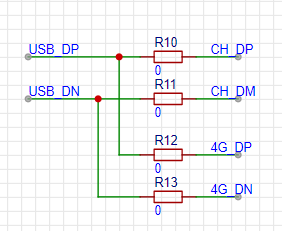 USB_DP R10 CH_DP
0
USB_DN R11 CH_DM
0
R12 4G_DP
0
R13 4G_DN
0